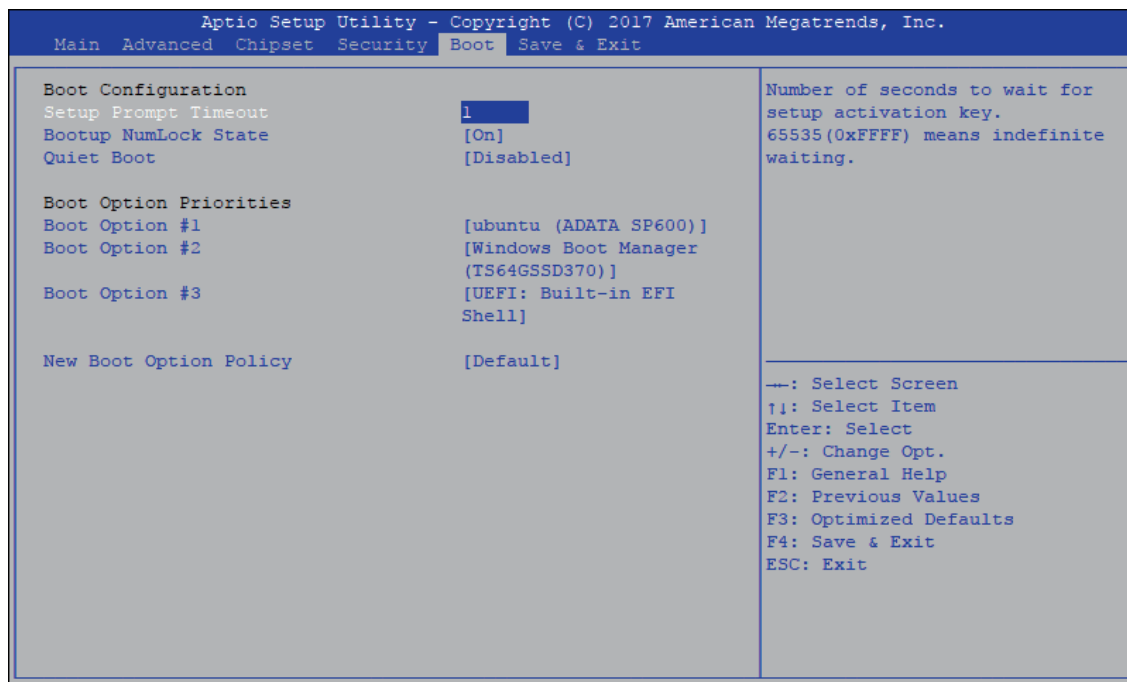 Aptio Setup Utility - Copyright (C) 2017 American Megatrends, Inc.
Main Advanced Chipset Security Boot Save & Exit
Boot Configuration
Setup Prompt Timeout 1
Bootup NumLock State [On]
Quiet Boot [Disabled]
Boot Option Priorities
Boot Option #1 [ubuntu (ADATA SP600)]
Boot Option #2 [Windows Boot Manager
(TS64GSSD370)]
Boot Option #3 [UEFI: Built-in EFI
Shell]
New Boot Option Policy [Default]
Number of seconds to wait for
setup activation key.
65535(0xFFFF) means indefinite
waiting.
→←: Select Screen
↑↓: Select Item
Enter: Select
+/-: Change Opt.
F1: General Help
F2: Previous Values
F3: Optimized Defaults
F4: Save & Exit
ESC: Exit